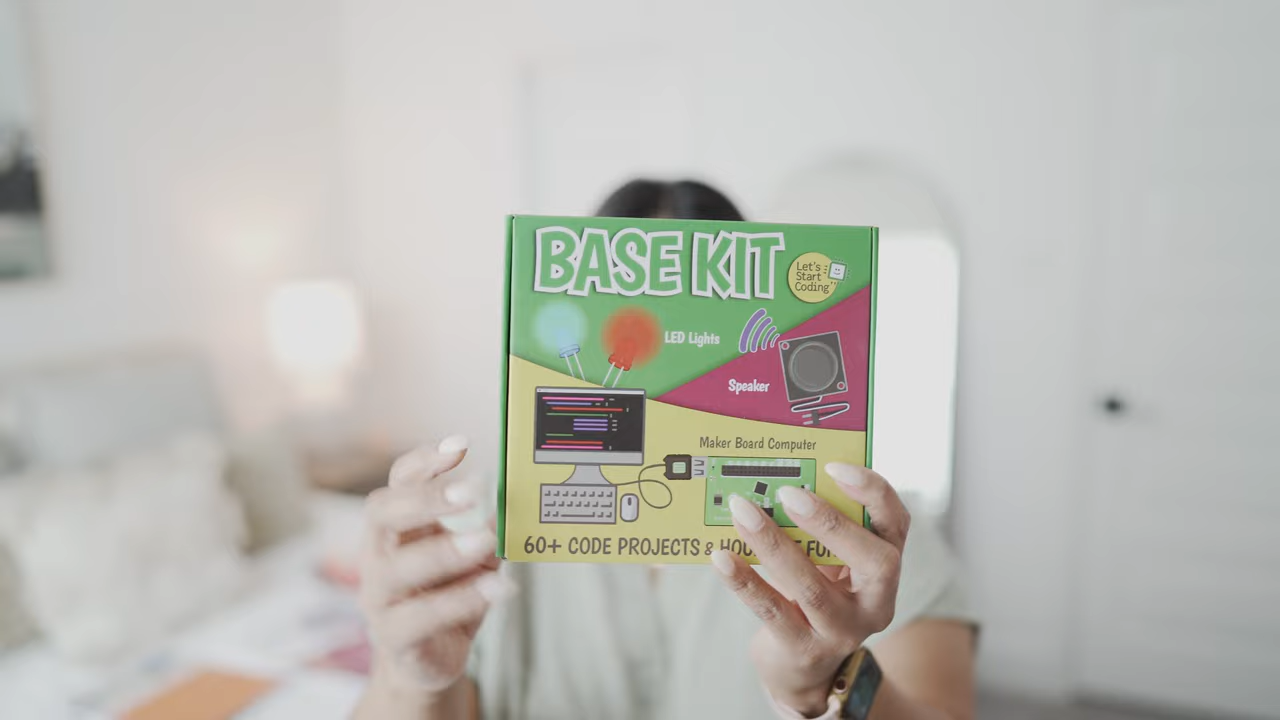 BASE KIT
Let's
Start
Coding
LED Lights
Speaker
Maker Board Computer
60+ CODE PROJECTS &